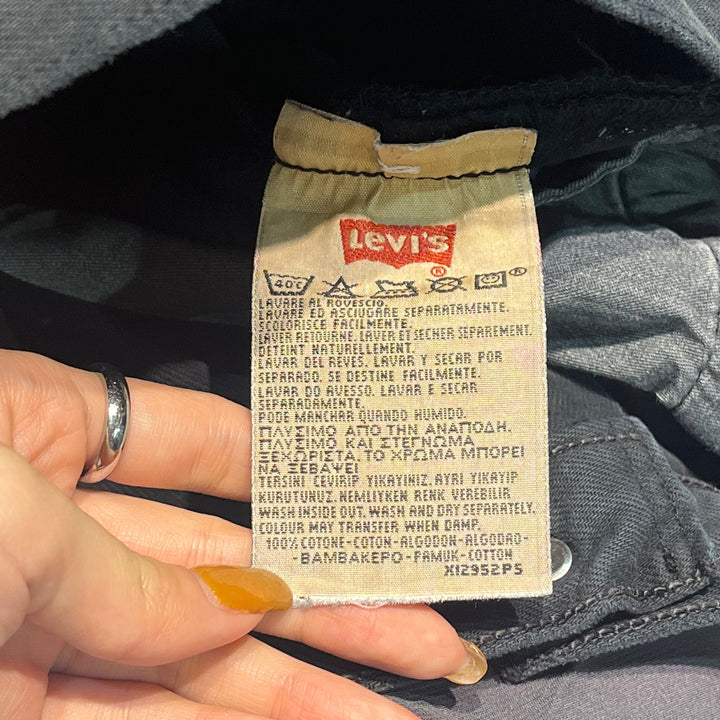 Levi's
®
40c ®
LAVARE AL ROVESCIO.
LAVARE ED ASCIUGARE SEPARATAMENTE.
SCOLORISCE FACILMENTE.
LAVER RETOURNE. LAVER ET SECHER SEPAREMENT.
DETEINT NATURELLEMENT.
LAVAR DEL REVES. LAVAR Y SECAR POR
SEPARADO. SE DESTINE FACILMENTE.
LAVAR DO AVESSO. LAVAR E SECAR
SEPARADAMENTE.
PODE MANCHAR QUANDO HUMIDO.
ΠΛΥΣΙΜΟ ΑΠΟ ΤΗΝ ΑΝΑΠΟΔΗ.
ΠΛΥΣΙΜΟ ΚΑΙ ΣΤΕΓΝΩΜΑ
ΞΕΧΩΡΙΣΤΑ. ΤΟ ΧΡΩΜΑ ΜΠΟΡΕΙ
ΝΑ ΞΕΒΑΨΕΙ
TERSINI CEVIRIP YIKAYINIZ. AYRI YIKAYIP
KURUTUNUZ. NEMLIYKEN RENK VEREBILIR
WASH INSIDE OUT. WASH AND DRY SEPARATELY.
COLOUR MAY TRANSFER WHEN DAMP.
100% COTONE-COTON-ALGODON-ALGODAO-
-ΒΑΜΒΑΚΕΡΟ-PAMUK-COTTON
X12952PS